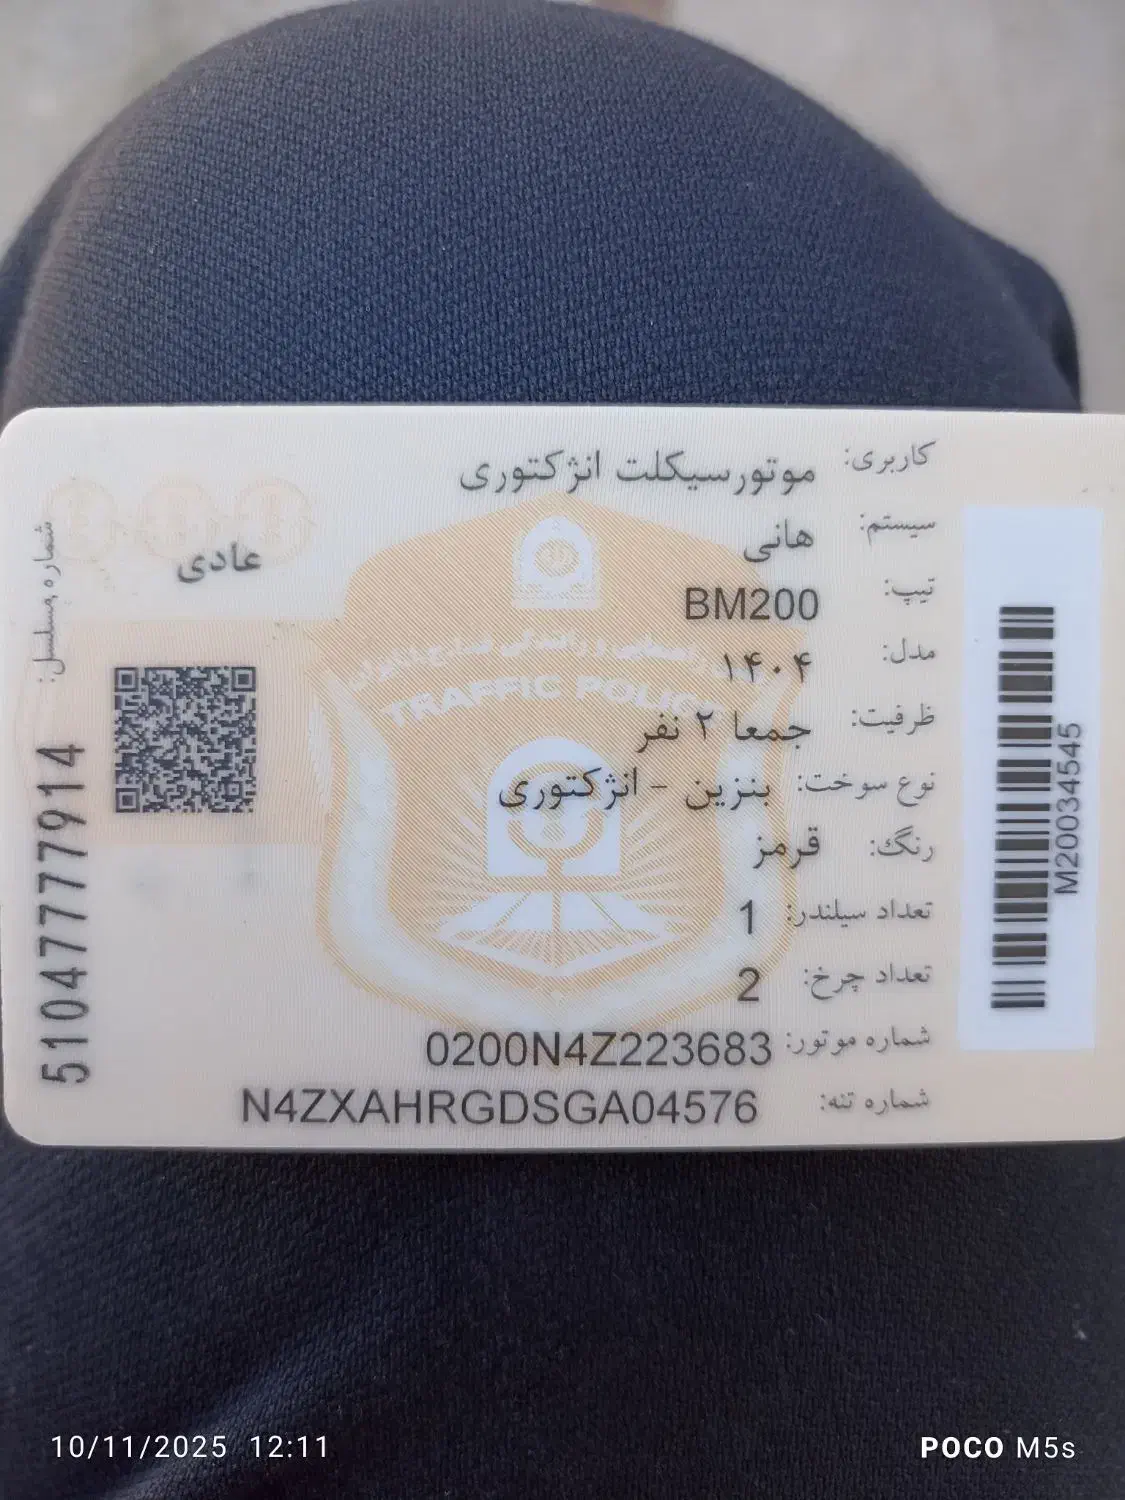 کاربری: موتورسیکلت انژکتوری
سیستم: هانی
تیپ: BM200
مدل: ۱۴۰۴
ظرفیت: جمعا ۲ نفر
نوع سوخت: بنزین - انژکتوری
رنگ: قرمز
تعداد سیلندر: 1
تعداد چرخ: 2
شماره موتور: 0200N4Z223683
شماره تنه: N4ZXAHRGDSGA04576
M20034545
عادی
شماره مسلسل:
5104777914
TRAFFIC POLICE
10/11/2025 12:11
POCO M5s